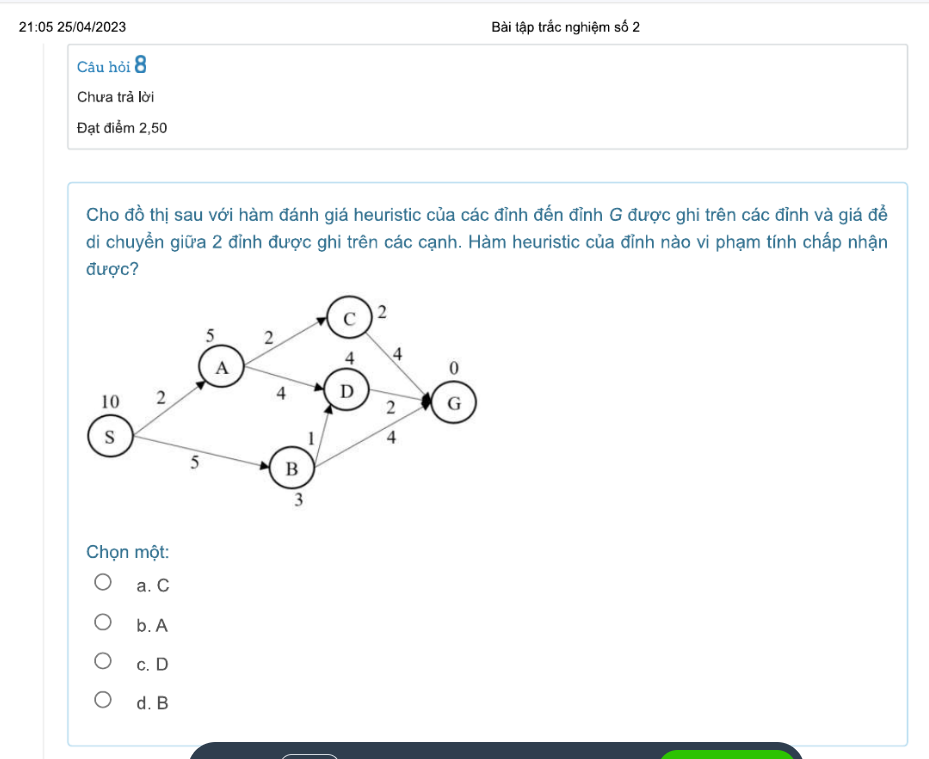 21:05 25/04/2023 Bài tập trắc nghiệm số 2
Câu hỏi 8
Chưa trả lời
Đạt điểm 2,50
Cho đồ thị sau với hàm đánh giá heuristic của các đỉnh đến đỉnh G được ghi trên các đỉnh và giá để
di chuyển giữa 2 đỉnh được ghi trên các cạnh. Hàm heuristic của đỉnh nào vi phạm tính chấp nhận
được?
C 2
5 2
A 4 4 0
10 2 4 D 2 G
S 1 4
5 B
3
Chọn một:
a. C
b. A
c. D
d. B